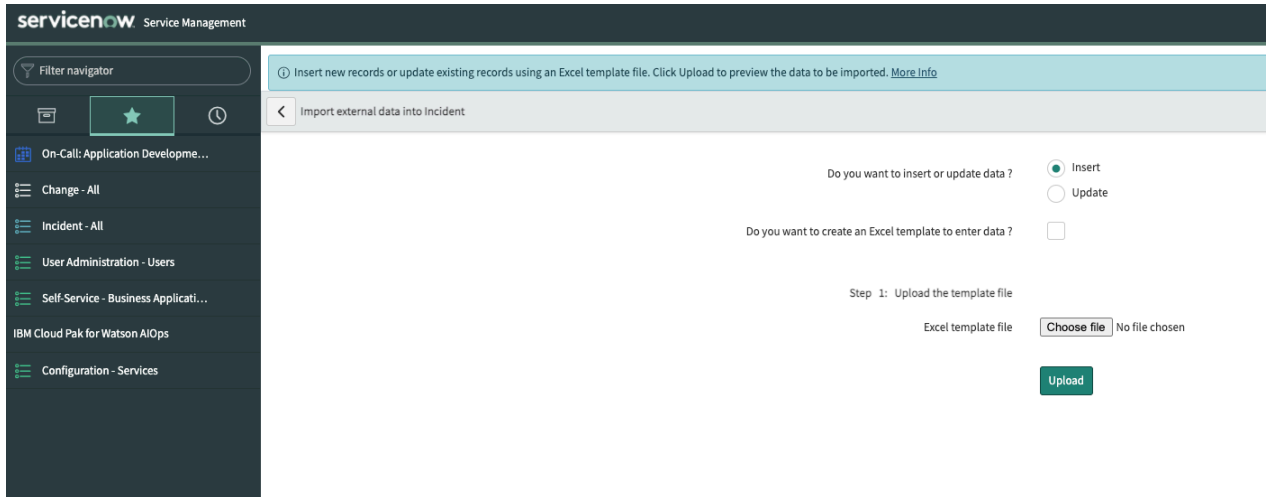 servicenow. Service Management
Filter navigator
On-Call: Application Developme...
Change - All
Incident - All
User Administration - Users
Self-Service - Business Applicati...
IBM Cloud Pak for Watson AIOps
Configuration - Services
Insert new records or update existing records using an Excel template file. Click Upload to preview the data to be imported. More Info
Import external data into Incident
Do you want to insert or update data ?
Insert
Update
Do you want to create an Excel template to enter data ?
Step 1: Upload the template file
Excel template file Choose file No file chosen
Upload